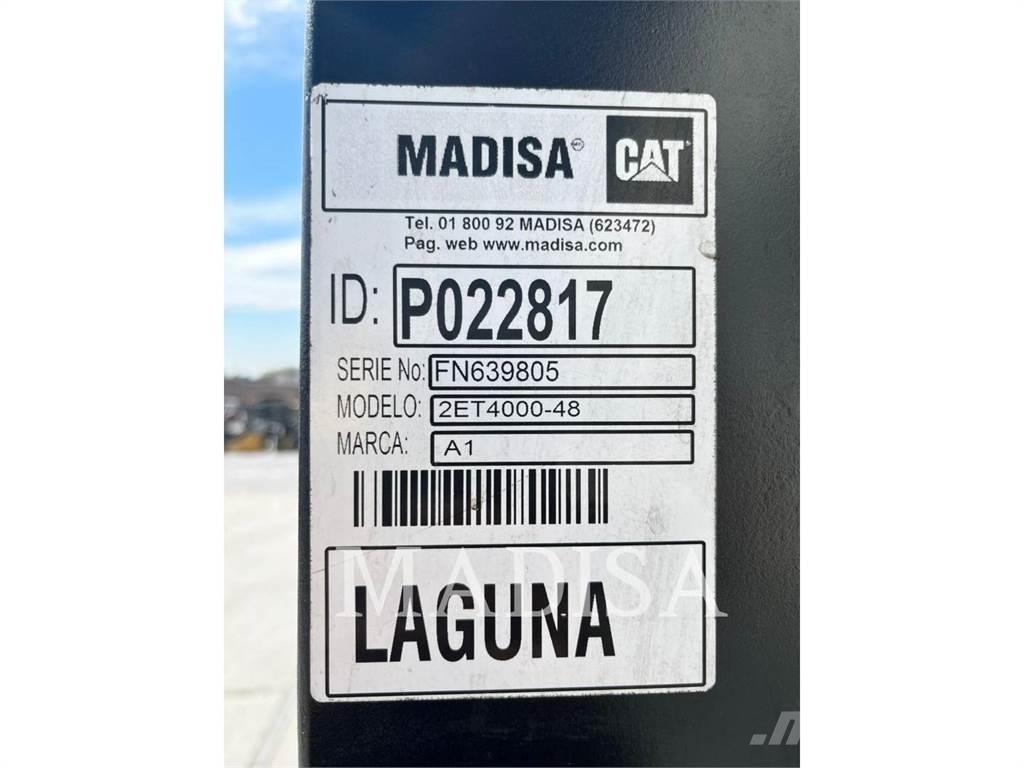 MADISA CAT
Tel. 01 800 92 MADISA (623472)
Pag. web www.madisa.com
ID: P022817
SERIE No: FN639805
MODELO: 2ET4000-48
MARCA: A1
MADISA
LAGUNA